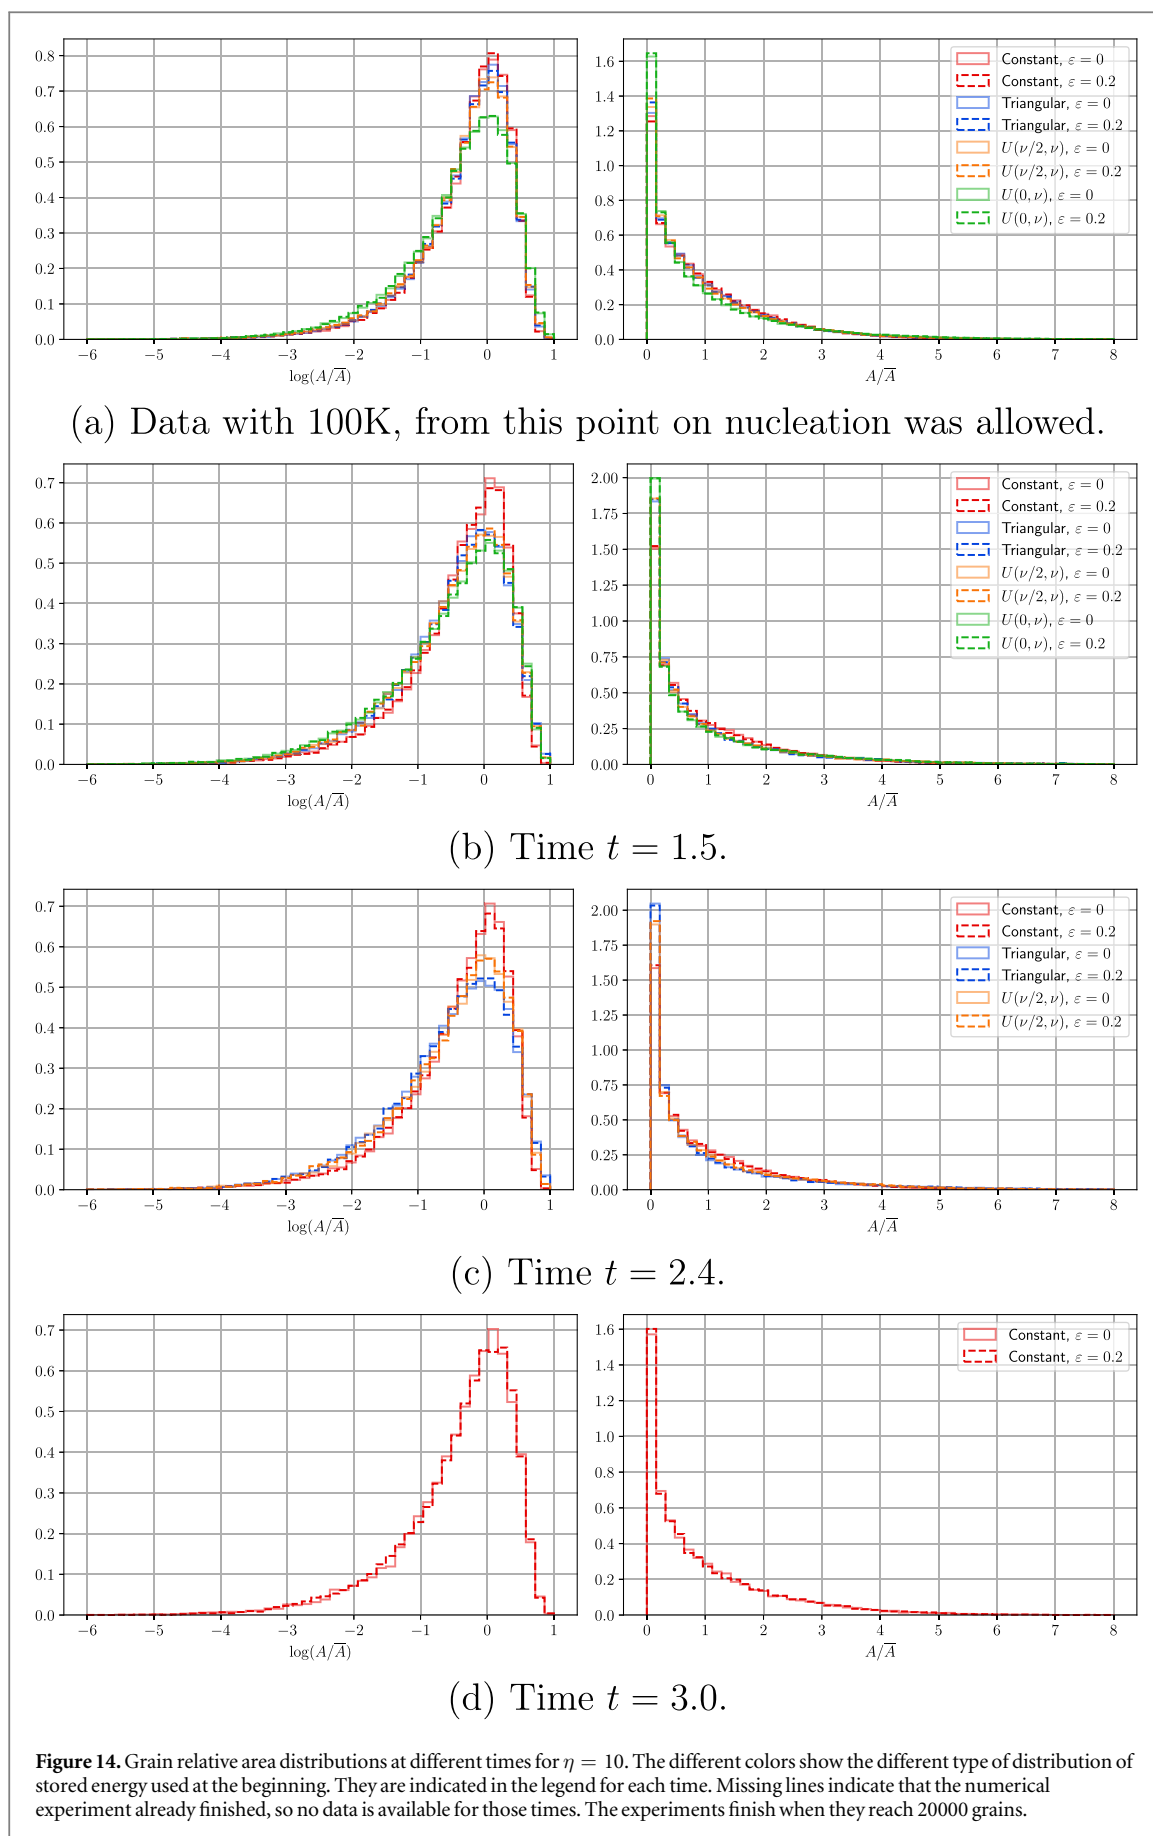 0.8
0.7
0.6
0.5
0.4
0.3
0.2
0.1
0.0
−6 −5 −4 −3 −2 −1 0 1
log(A/A̅)
1.6
1.4
1.2
1.0
0.8
0.6
0.4
0.2
0.0
0 1 2 3 4 5 6 7 8
A/A̅
Constant, ε = 0
Constant, ε = 0.2
Triangular, ε = 0
Triangular, ε = 0.2
U(ν/2, ν), ε = 0
U(ν/2, ν), ε = 0.2
U(0, ν), ε = 0
U(0, ν), ε = 0.2
(a) Data with 100K, from this point on nucleation was allowed.
0.7
0.6
0.5
0.4
0.3
0.2
0.1
0.0
−6 −5 −4 −3 −2 −1 0 1
log(A/A̅)
2.00
1.75
1.50
1.25
1.00
0.75
0.50
0.25
0.00
0 1 2 3 4 5 6 7 8
A/A̅
Constant, ε = 0
Constant, ε = 0.2
Triangular, ε = 0
Triangular, ε = 0.2
U(ν/2, ν), ε = 0
U(ν/2, ν), ε = 0.2
U(0, ν), ε = 0
U(0, ν), ε = 0.2
(b) Time t = 1.5.
0.7
0.6
0.5
0.4
0.3
0.2
0.1
0.0
−6 −5 −4 −3 −2 −1 0 1
log(A/A̅)
2.00
1.75
1.50
1.25
1.00
0.75
0.50
0.25
0.00
0 1 2 3 4 5 6 7 8
A/A̅
Constant, ε = 0
Constant, ε = 0.2
Triangular, ε = 0
Triangular, ε = 0.2
U(ν/2, ν), ε = 0
U(ν/2, ν), ε = 0.2
(c) Time t = 2.4.
0.7
0.6
0.5
0.4
0.3
0.2
0.1
0.0
−6 −5 −4 −3 −2 −1 0 1
log(A/A̅)
1.6
1.4
1.2
1.0
0.8
0.6
0.4
0.2
0.0
0 1 2 3 4 5 6 7 8
A/A̅
Constant, ε = 0
Constant, ε = 0.2
(d) Time t = 3.0.
Figure 14. Grain relative area distributions at different times for η = 10. The different colors show the different type of distribution of
stored energy used at the beginning. They are indicated in the legend for each time. Missing lines indicate that the numerical
experiment already finished, so no data is available for those times. The experiments finish when they reach 20000 grains.